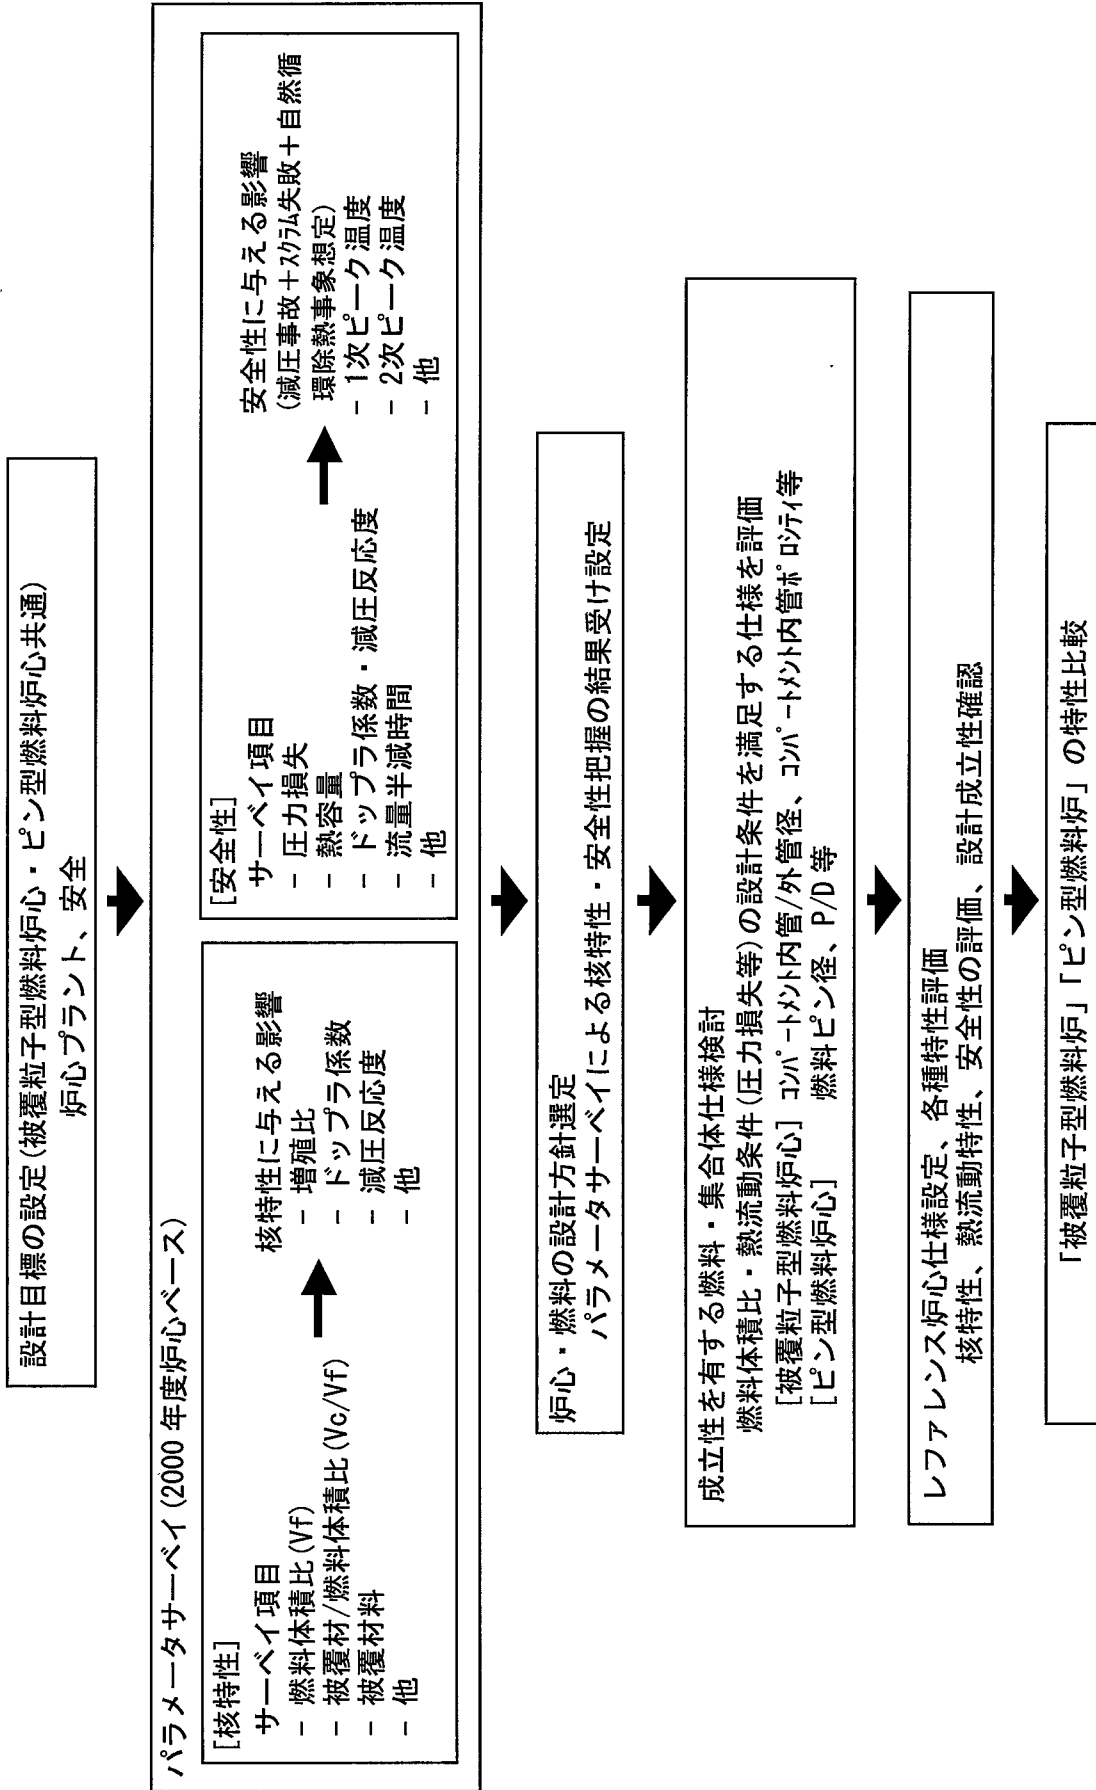 設計目標の設定(被覆粒子型燃料炉心・ピン型燃料炉心共通)
炉心プラント、安全
パラメータサーベイ(2000年度炉心ベース)
[核特性]
サーベイ項目
- 燃料体積比(Vf)
- 被覆材/燃料体積比(Vc/Vf)
- 被覆材料
- 他
核特性に与える影響
- 増殖比
- ドップラ係数
- 減圧反応度
- 他
[安全性]
サーベイ項目
- 圧力損失
- 熱容量
- ドップラ係数・減圧反応度
- 流量半減時間
- 他
安全性に与える影響
(減圧事故+スクラム失敗+自然循
環除熱事象想定)
- 1次ピーク温度
- 2次ピーク温度
- 他
炉心・燃料の設計方針選定
パラメータサーベイによる核特性・安全性把握の結果受け設定
成立性を有する燃料・集合体仕様検討
燃料体積比・熱流動条件(圧力損失等)の設計条件を満足する仕様を評価
[被覆粒子型燃料炉心] コンパートメント内管/外管径、コンパートメント内管ポロシティ等
[ピン型燃料炉心] 燃料ピン径、P/D等
レファレンス炉心仕様設定、各種特性評価
核特性、熱流動特性、安全性の評価、設計成立性確認
「被覆粒子型燃料炉」「ピン型燃料炉」の特性比較